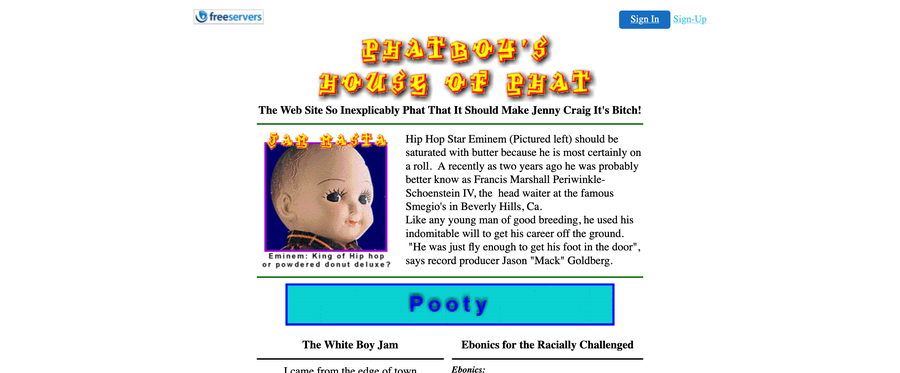 freeservers
Sign In Sign-Up
PHATBOY'S
HOUSE OF PHAT
The Web Site So Inexplicably Phat That It Should Make Jenny Craig It's Bitch!
JAM MASTA
Eminem: King of Hip hop
or powdered donut deluxe?
Hip Hop Star Eminem (Pictured left) should be
saturated with butter because he is most certainly on
a roll. A recently as two years ago he was probably
better know as Francis Marshall Periwinkle-
Schoenstein IV, the head waiter at the famous
Smegio's in Beverly Hills, Ca.
Like any young man of good breeding, he used his
indomitable will to get his career off the ground.
"He was just fly enough to get his foot in the door",
says record producer Jason "Mack" Goldberg.
Pooty
The White Boy Jam
I came from the edge of town
Ebonics for the Racially Challenged
Ebonics: